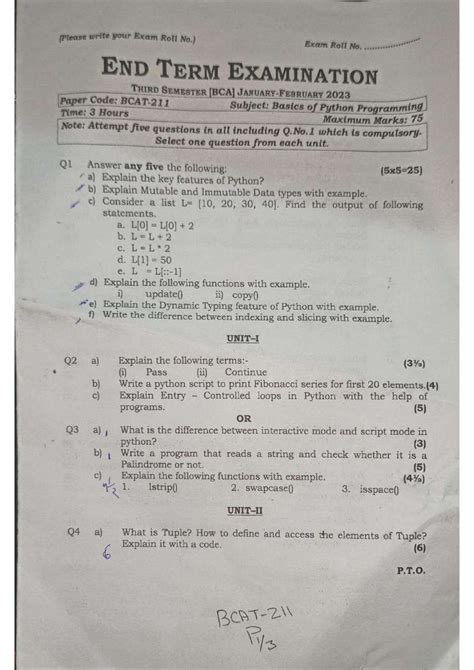 (Please write your Exam Roll No.)
Exam Roll No. ..................
END TERM EXAMINATION
THIRD SEMESTER [BCA] JANUARY-FEBRUARY 2023
Paper Code: BCAT-211 Subject: Basics of Python Programming
Time: 3 Hours Maximum Marks: 75
Note: Attempt five questions in all including Q.No.1 which is compulsory.
Select one question from each unit.
Q1 Answer any five the following: (5x5=25)
a) Explain the key features of Python?
b) Explain Mutable and Immutable Data types with example.
c) Consider a list L= [10, 20, 30, 40]. Find the output of following
statements.
a. L[0] = L[0] + 2
b. L = L + 2
c. L = L * 2
d. L[1] = 50
e. L = L[::-1]
d) Explain the following functions with example.
i) update() ii) copy()
e) Explain the Dynamic Typing feature of Python with example.
f) Write the difference between indexing and slicing with example.
UNIT-I
Q2 a) Explain the following terms:- (3½)
(i) Pass (ii) Continue
b) Write a python script to print Fibonacci series for first 20 elements.(4)
c) Explain Entry - Controlled loops in Python with the help of
programs. (5)
OR
Q3 a) What is the difference between interactive mode and script mode in
python? (3)
b) Write a program that reads a string and check whether it is a
Palindrome or not. (5)
c) Explain the following functions with example. (4½)
1. lstrip() 2. swapcase() 3. isspace()
UNIT-II
Q4 a) What is Tuple? How to define and access the elements of Tuple?
Explain it with a code. (6)
6
P.T.O.
BCAT-211
P1/3